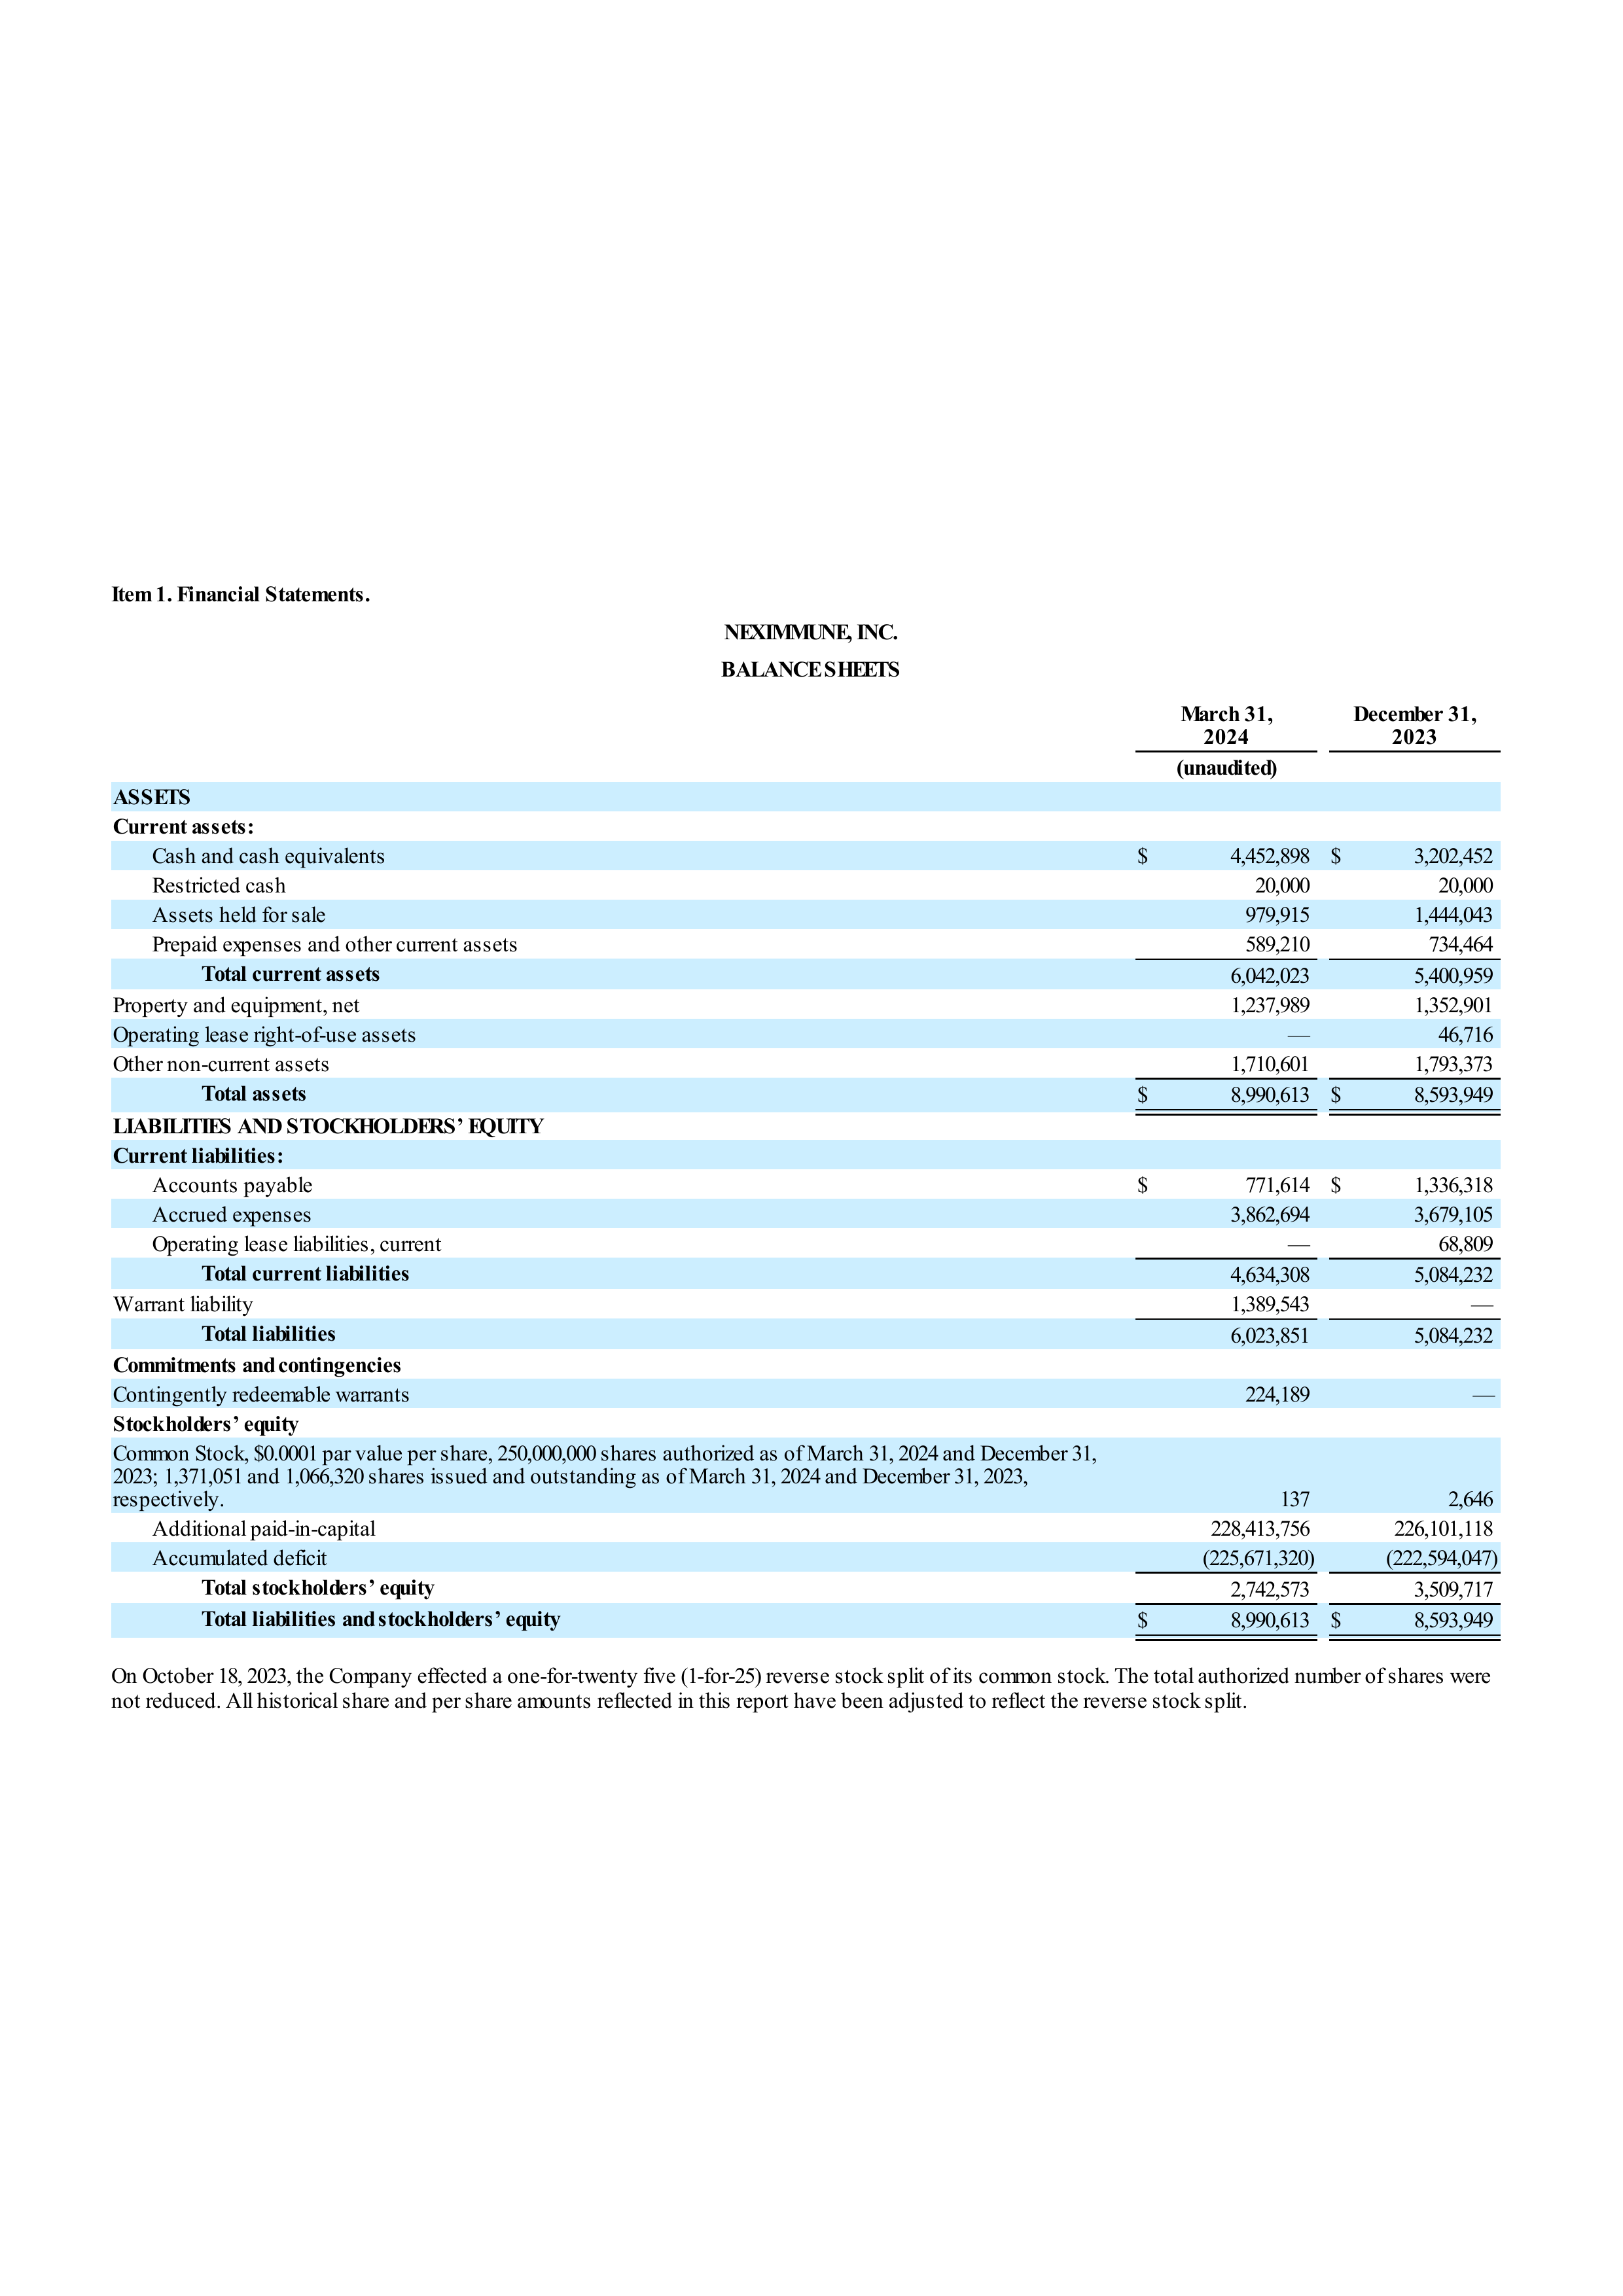 Item 1. Financial Statements.
NEXIMMUNE, INC.
BALANCE SHEETS
March 31, 2024 December 31, 2023
(unaudited)
ASSETS
Current assets:
Cash and cash equivalents $ 4,452,898 $ 3,202,452
Restricted cash 20,000 20,000
Assets held for sale 979,915 1,444,043
Prepaid expenses and other current assets 589,210 734,464
Total current assets 6,042,023 5,400,959
Property and equipment, net 1,237,989 1,352,901
Operating lease right-of-use assets — 46,716
Other non-current assets 1,710,601 1,793,373
Total assets $ 8,990,613 $ 8,593,949
LIABILITIES AND STOCKHOLDERS’ EQUITY
Current liabilities:
Accounts payable $ 771,614 $ 1,336,318
Accrued expenses 3,862,694 3,679,105
Operating lease liabilities, current — 68,809
Total current liabilities 4,634,308 5,084,232
Warrant liability 1,389,543 —
Total liabilities 6,023,851 5,084,232
Commitments and contingencies
Contingently redeemable warrants 224,189 —
Stockholders’ equity
Common Stock, $0.0001 par value per share, 250,000,000 shares authorized as of March 31, 2024 and December 31,
2023; 1,371,051 and 1,066,320 shares issued and outstanding as of March 31, 2024 and December 31, 2023,
respectively. 137 2,646
Additional paid-in-capital 228,413,756 226,101,118
Accumulated deficit (225,671,320) (222,594,047)
Total stockholders’ equity 2,742,573 3,509,717
Total liabilities and stockholders’ equity $ 8,990,613 $ 8,593,949
On October 18, 2023, the Company effected a one-for-twenty five (1-for-25) reverse stock split of its common stock. The total authorized number of shares were
not reduced. All historical share and per share amounts reflected in this report have been adjusted to reflect the reverse stock split.